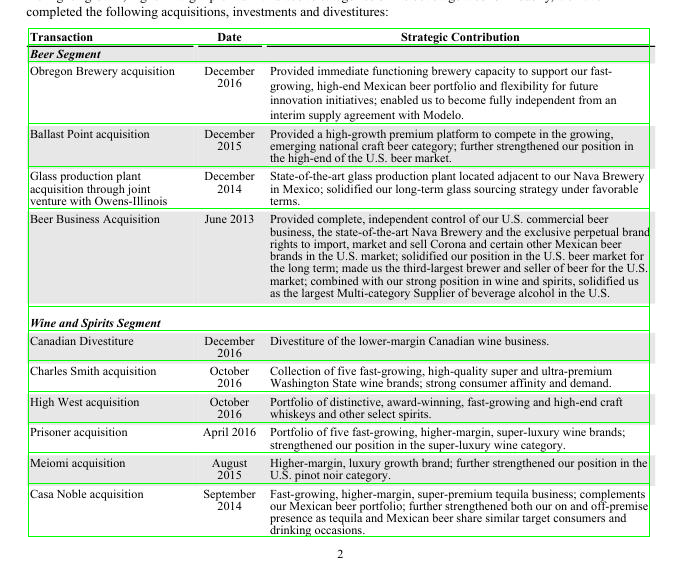 completed the following acquisitions, investments and divestitures:
Transaction Date Strategic Contribution
Beer Segment
Obregon Brewery acquisition December 2016 Provided immediate functioning brewery capacity to support our fast-
growing, high-end Mexican beer portfolio and flexibility for future
innovation initiatives; enabled us to become fully independent from an
interim supply agreement with Modelo.
Ballast Point acquisition December 2015 Provided a high-growth premium platform to compete in the growing,
emerging national craft beer category; further strengthened our position in
the high-end of the U.S. beer market.
Glass production plant December 2014 State-of-the-art glass production plant located adjacent to our Nava Brewery
acquisition through joint in Mexico; solidified our long-term glass sourcing strategy under favorable
venture with Owens-Illinois terms.
Beer Business Acquisition June 2013 Provided complete, independent control of our U.S. commercial beer
business, the state-of-the-art Nava Brewery and the exclusive perpetual brand
rights to import, market and sell Corona and certain other Mexican beer
brands in the U.S. market; solidified our position in the U.S. beer market for
the long term; made us the third-largest brewer and seller of beer for the U.S.
market; combined with our strong position in wine and spirits, solidified us
as the largest Multi-category Supplier of beverage alcohol in the U.S.
Wine and Spirits Segment
Canadian Divestiture December 2016 Divestiture of the lower-margin Canadian wine business.
Charles Smith acquisition October 2016 Collection of five fast-growing, high-quality super and ultra-premium
Washington State wine brands; strong consumer affinity and demand.
High West acquisition October 2016 Portfolio of distinctive, award-winning, fast-growing and high-end craft
whiskeys and other select spirits.
Prisoner acquisition April 2016 Portfolio of five fast-growing, higher-margin, super-luxury wine brands;
strengthened our position in the super-luxury wine category.
Meiomi acquisition August 2015 Higher-margin, luxury growth brand; further strengthened our position in the
U.S. pinot noir category.
Casa Noble acquisition September 2014 Fast-growing, higher-margin, super-premium tequila business; complements
our Mexican beer portfolio; further strengthened both our on and off-premise
presence as tequila and Mexican beer share similar target consumers and
drinking occasions.
2